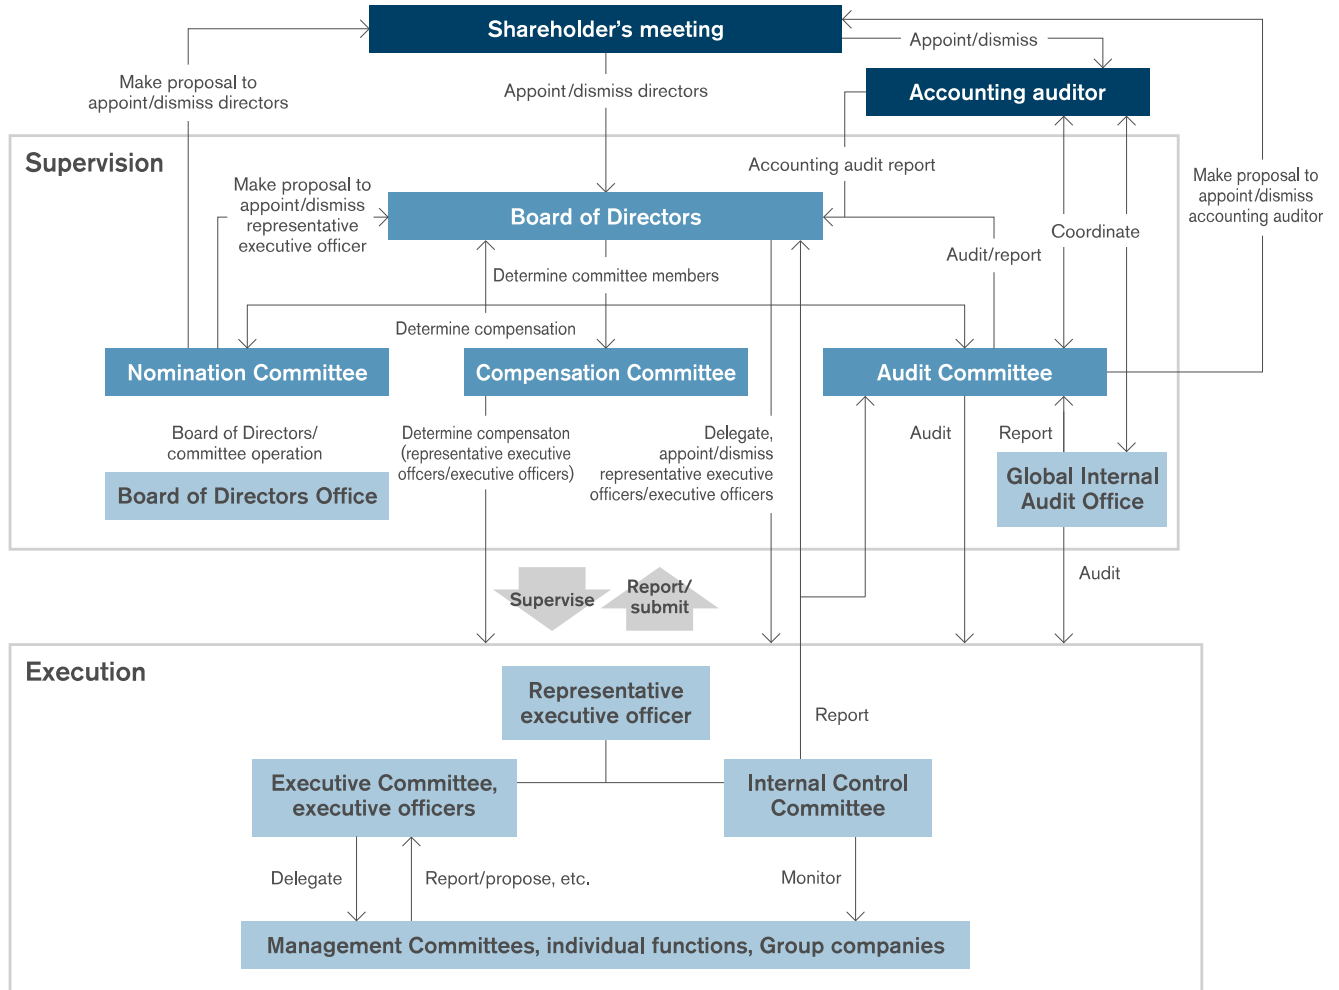 Shareholder's meeting
Appoint/dismiss
Make proposal to
appoint/dismiss directors
Appoint/dismiss directors
Accounting auditor
Supervision
Accounting audit report
Make proposal to
appoint/dismiss
representative
executive officer
Make proposal to
appoint/dismiss
accounting auditor
Board of Directors
Coordinate
Audit/report
Determine committee members
Determine compensation
Nomination Committee
Compensation Committee
Audit Committee
Board of Directors/
committee operation
Determine compensaton
(representative executive
offcers/executive officers)
Delegate,
appoint/dismiss
representative executive
officers/executive officers
Audit
Report
Board of Directors Office
Global Internal
Audit Office
Audit
Supervise
Report/
submit
Execution
Representative
executive officer
Report
Executive Committee,
executive officers
Internal Control
Committee
Delegate
Report/propose, etc.
Monitor
Management Committees, individual functions, Group companies